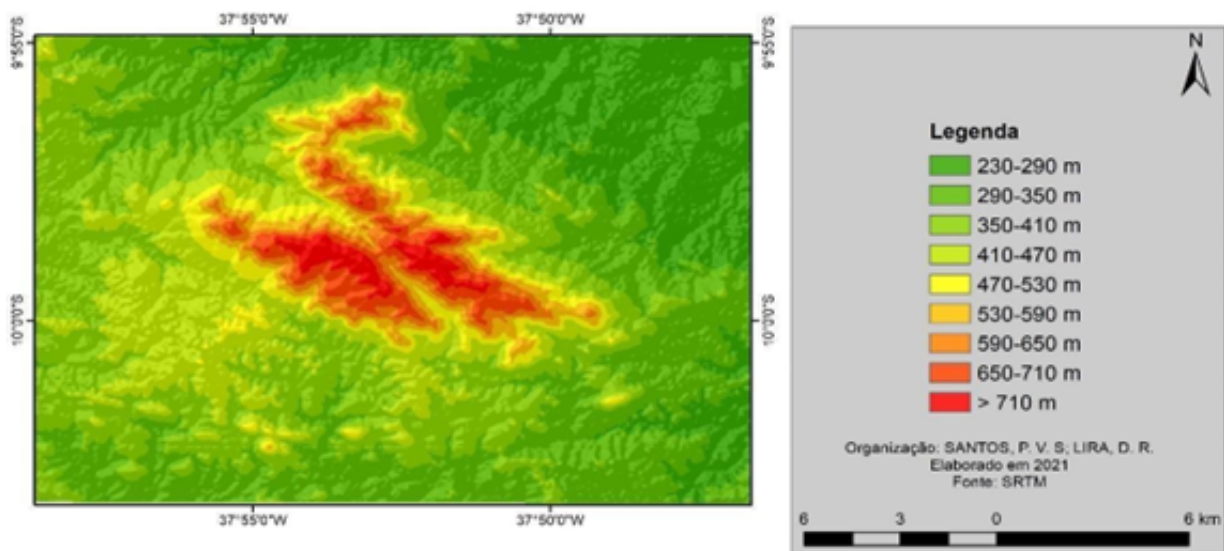 37°55'0"W 37°50'0"W
9°55'0"S
9°55'0"S
10°0'0"S
10°0'0"S
37°55'0"W 37°50'0"W
N
Legenda
230-290 m
290-350 m
350-410 m
410-470 m
470-530 m
530-590 m
590-650 m
650-710 m
> 710 m
Organização: SANTOS, P. V. S; LIRA, D. R.
Elaborado em 2021
Fonte: SRTM
6 3 0 6 km